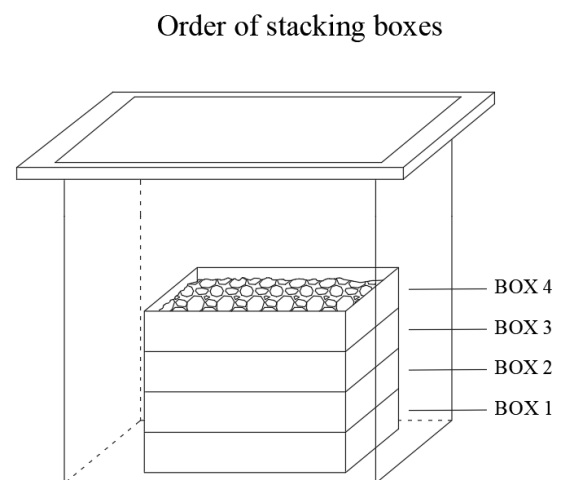 Order of stacking boxes
BOX 4
BOX 3
BOX 2
BOX 1